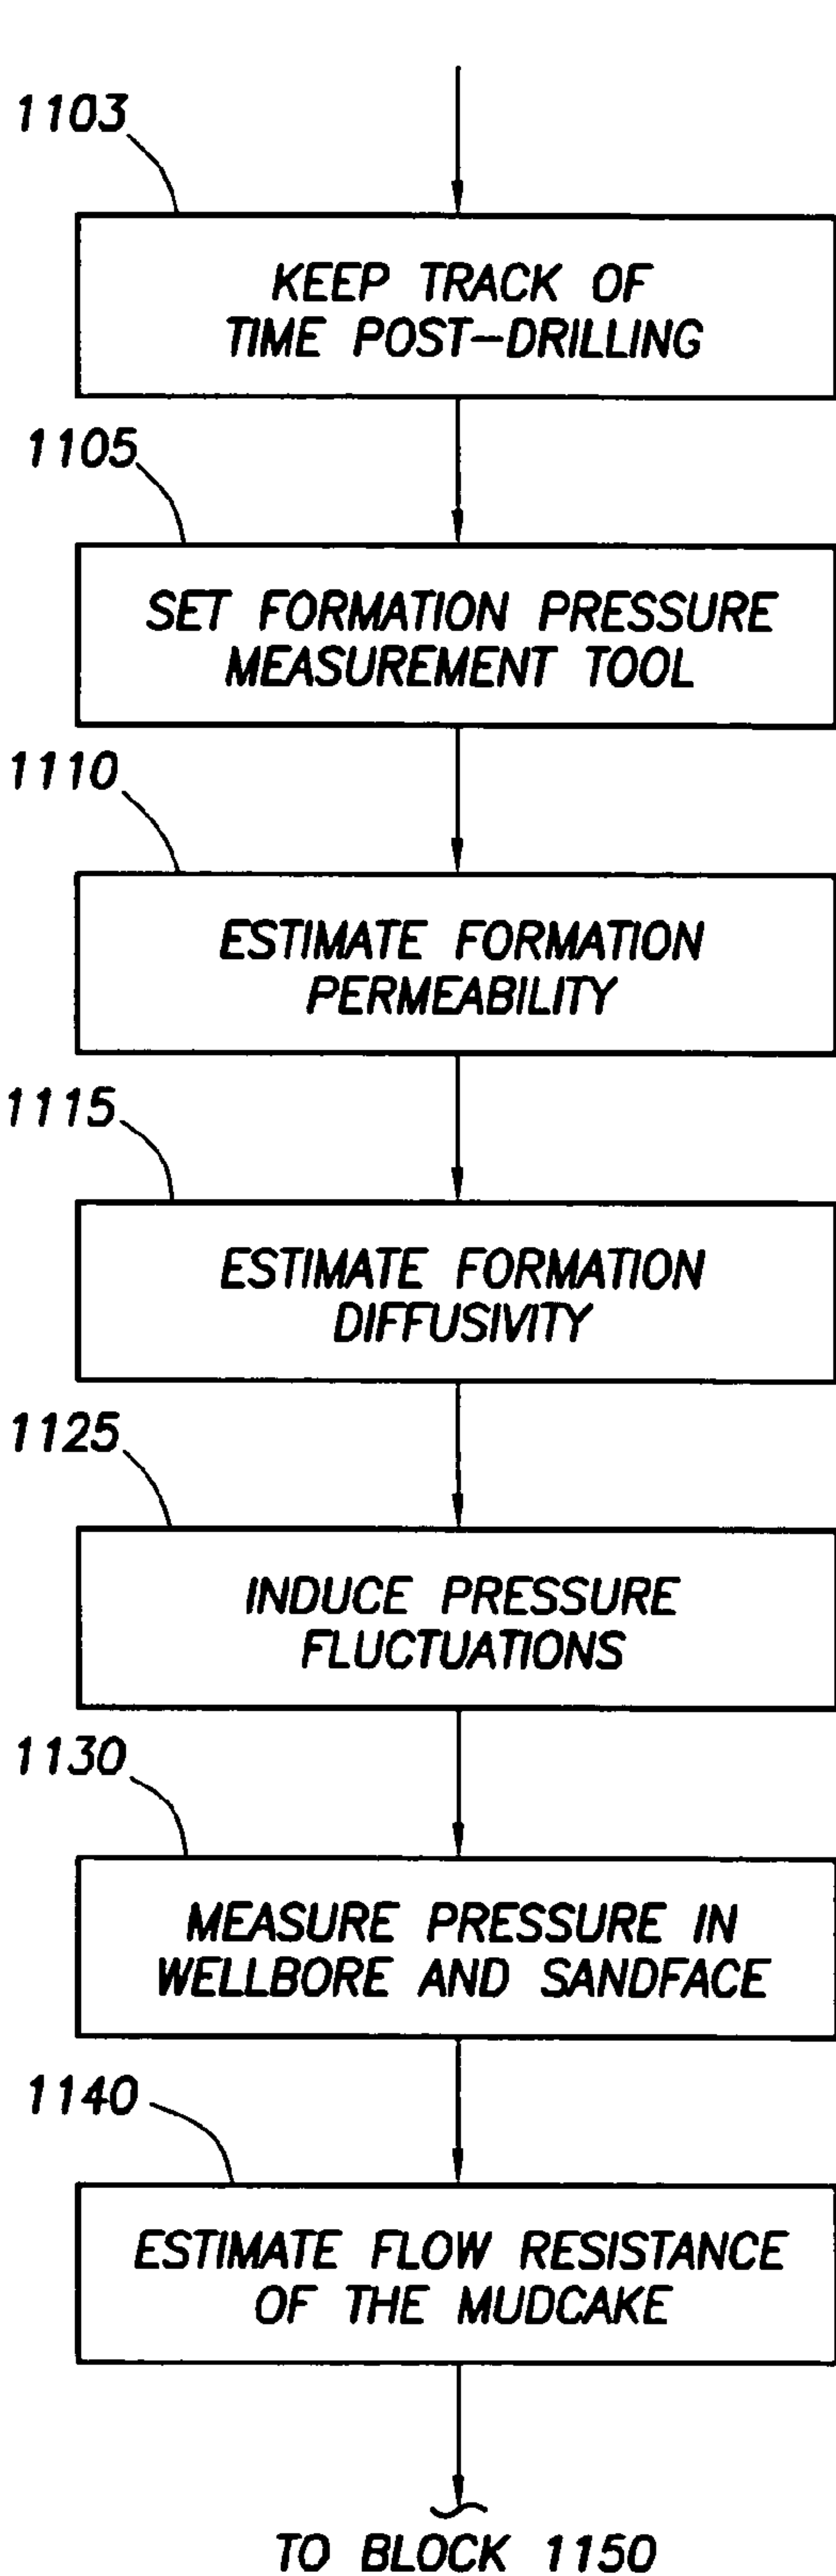 1103
KEEP TRACK OF
TIME POST-DRILLING
1105
SET FORMATION PRESSURE
MEASUREMENT TOOL
1110
ESTIMATE FORMATION
PERMEABILITY
1115
ESTIMATE FORMATION
DIFFUSIVITY
1125
INDUCE PRESSURE
FLUCTUATIONS
1130
MEASURE PRESSURE IN
WELLBORE AND SANDFACE
1140
ESTIMATE FLOW RESISTANCE
OF THE MUDCAKE
TO BLOCK 1150